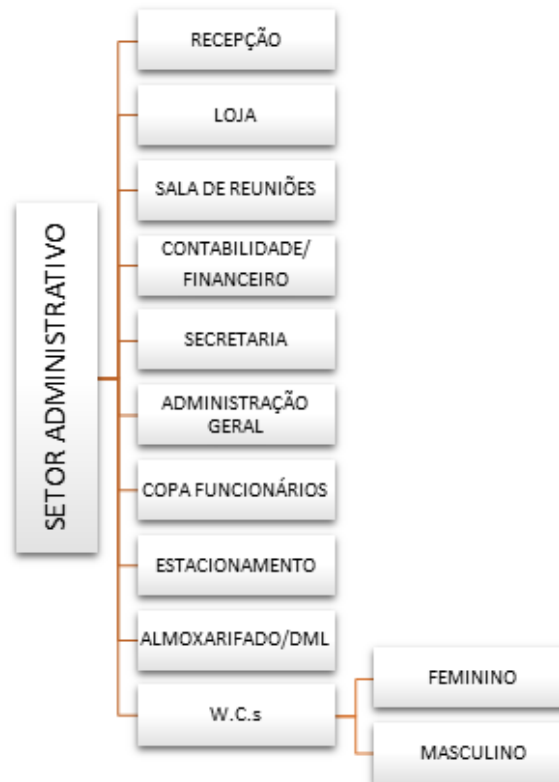 RECEPÇÃO
LOJA
SALA DE REUNIÕES
CONTABILIDADE/
FINANCEIRO
SECRETARIA
ADMINISTRAÇÃO
GERAL
COPA FUNCIONÁRIOS
ESTACIONAMENTO
ALMOXARIFADO/DML
W.C.s
FEMININO
MASCULINO
SETOR ADMINISTRATIVO